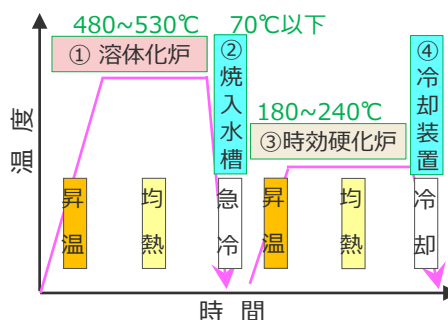 480~530℃
70℃以下
① 溶体化炉
②焼入水槽
④冷却装置
180~240℃
③時効硬化炉
温度
昇温
均熱
急冷
昇温
均熱
冷却
時間